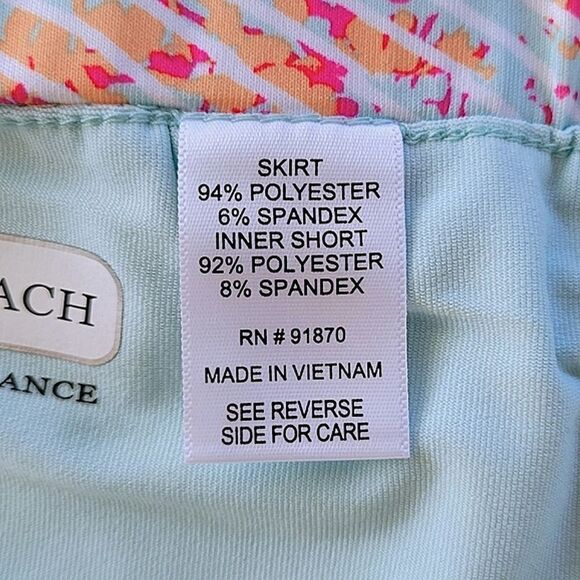 SKIRT
94% POLYESTER
6% SPANDEX
INNER SHORT
92% POLYESTER
8% SPANDEX
RN # 91870
MADE IN VIETNAM
SEE REVERSE
SIDE FOR CARE
ACH
ANCE